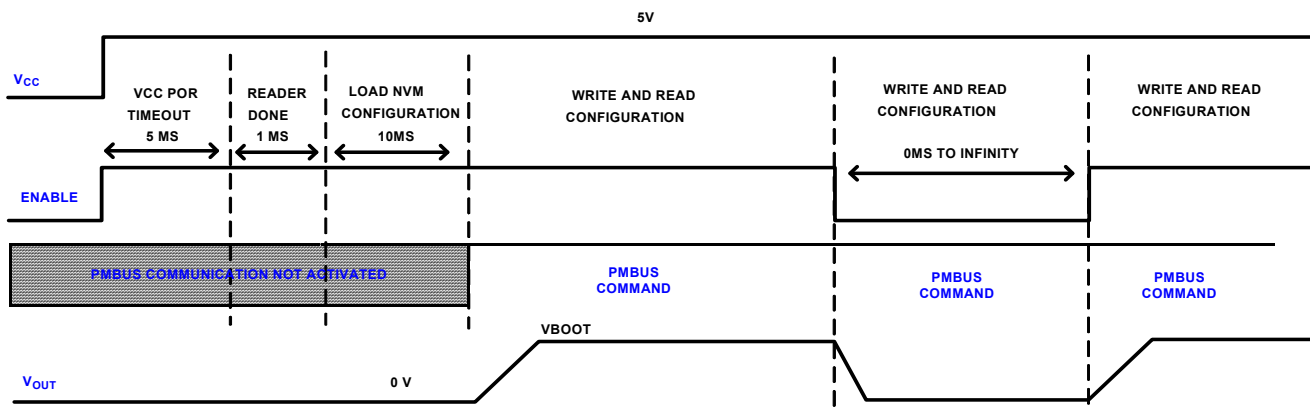 5V
VCC
VCC POR
TIMEOUT
5 MS
READER
DONE
1 MS
LOAD NVM
CONFIGURATION
10MS
WRITE AND READ
CONFIGURATION
WRITE AND READ
CONFIGURATION
WRITE AND READ
CONFIGURATION
0MS TO INFINITY
ENABLE
PMBUS COMMUNICATION NOT ACTIVATED
PMBUS
COMMAND
PMBUS
COMMAND
PMBUS
COMMAND
VBOOT
VOUT
0 V